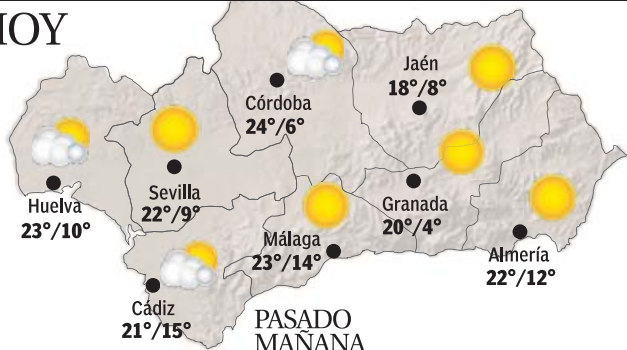 HOY
Jaén
18°/8°
Córdoba
24°/6°
Huelva
23°/10°
Sevilla
22°/9°
Granada
20°/4°
Málaga
23°/14°
Almería
22°/12°
Cádiz
21°/15°
PASADO
MAÑANA